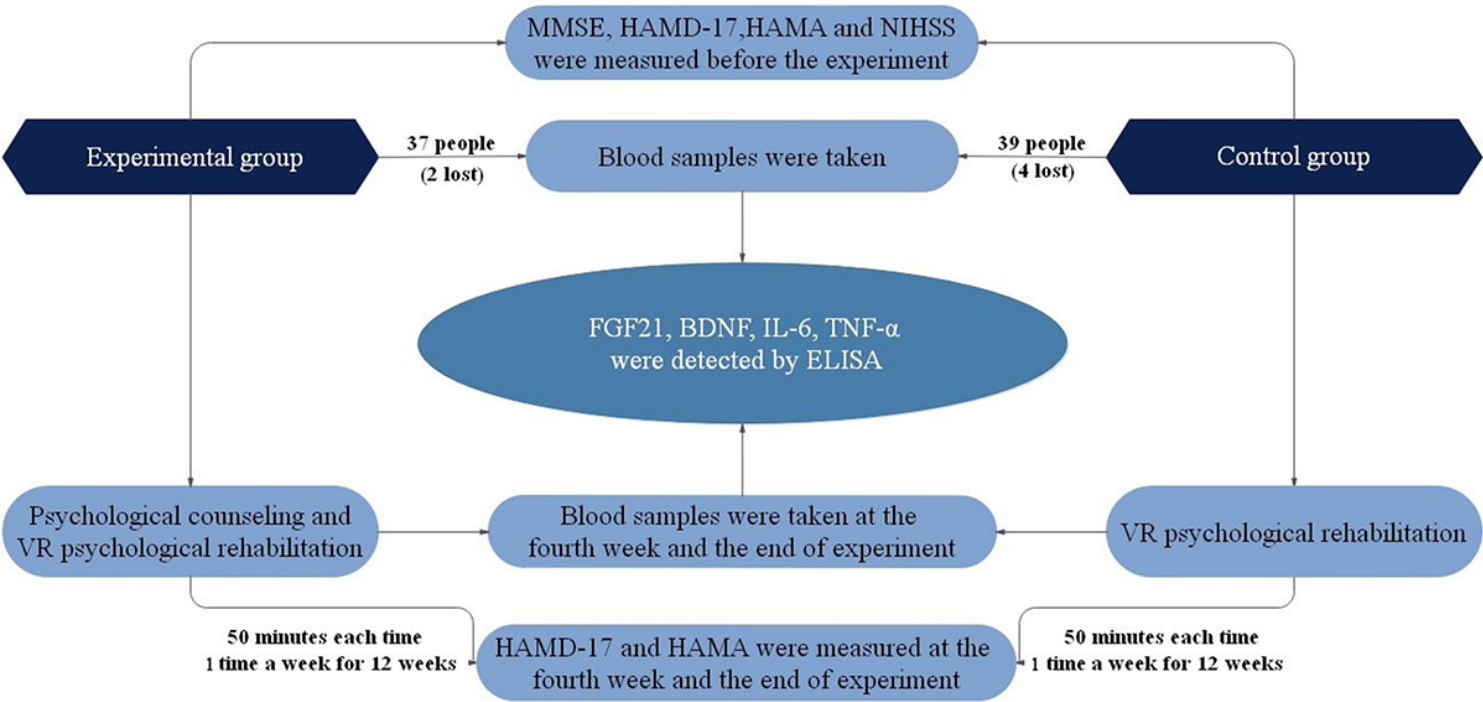 MMSE, HAMD-17,HAMA and NIHSS
were measured before the experiment
Experimental group
37 people
(2 lost)
Blood samples were taken
39 people
(4 lost)
Control group
FGF21, BDNF, IL-6, TNF-α
were detected by ELISA
Psychological counseling and
VR psychological rehabilitation
Blood samples were taken at the
fourth week and the end of experiment
VR psychological rehabilitation
50 minutes each time
1 time a week for 12 weeks
HAMD-17 and HAMA were measured at the
fourth week and the end of experiment
50 minutes each time
1 time a week for 12 weeks